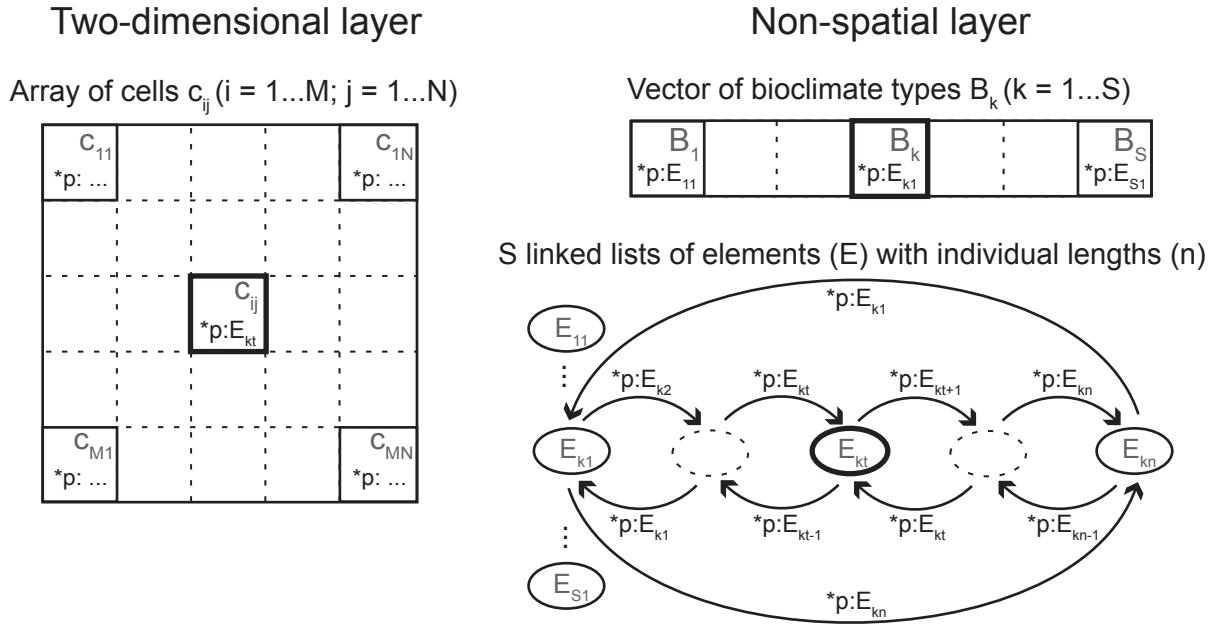 Two-dimensional layer
Array of cells c_ij (i = 1...M; j = 1...N)
c_11
*p: ...
c_1N
*p: ...
c_ij
*p:E_kt
c_M1
*p: ...
c_MN
*p: ...
Non-spatial layer
Vector of bioclimate types B_k (k = 1...S)
B_1
*p:E_11
B_k
*p:E_k1
B_S
*p:E_S1
S linked lists of elements (E) with individual lengths (n)
*p:E_k1
E_11
⋮
*p:E_k2
*p:E_kt
*p:E_kt+1
*p:E_kn
E_k1
E_kt
E_kn
*p:E_k1
*p:E_kt-1
*p:E_kt
*p:E_kn-1
⋮
E_S1
*p:E_kn